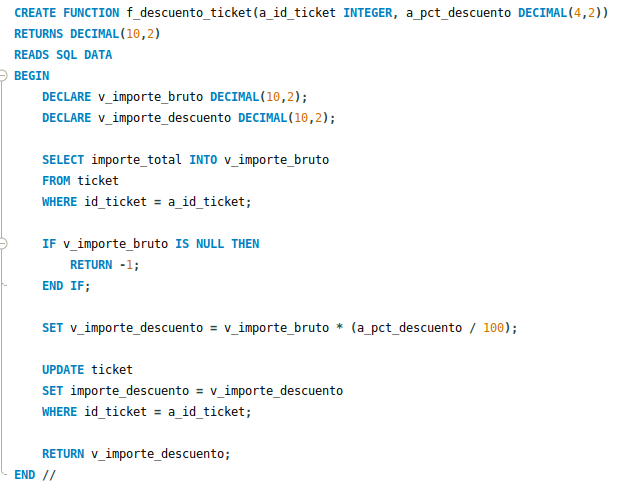 CREATE FUNCTION f_descuento_ticket(a_id_ticket INTEGER, a_pct_descuento DECIMAL(4,2))
RETURNS DECIMAL(10,2)
READS SQL DATA
BEGIN
    DECLARE v_importe_bruto DECIMAL(10,2);
    DECLARE v_importe_descuento DECIMAL(10,2);

    SELECT importe_total INTO v_importe_bruto
    FROM ticket
    WHERE id_ticket = a_id_ticket;

    IF v_importe_bruto IS NULL THEN
        RETURN -1;
    END IF;

    SET v_importe_descuento = v_importe_bruto * (a_pct_descuento / 100);

    UPDATE ticket
    SET importe_descuento = v_importe_descuento
    WHERE id_ticket = a_id_ticket;

    RETURN v_importe_descuento;
END //